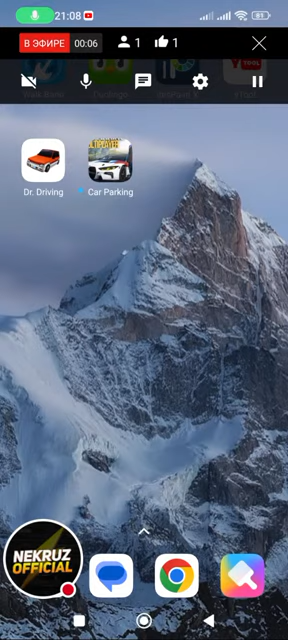 21:08
В ЭФИРЕ 00:06 1 1
Dr. Driving
Car Parking
NEKRUZ
OFFICIAL